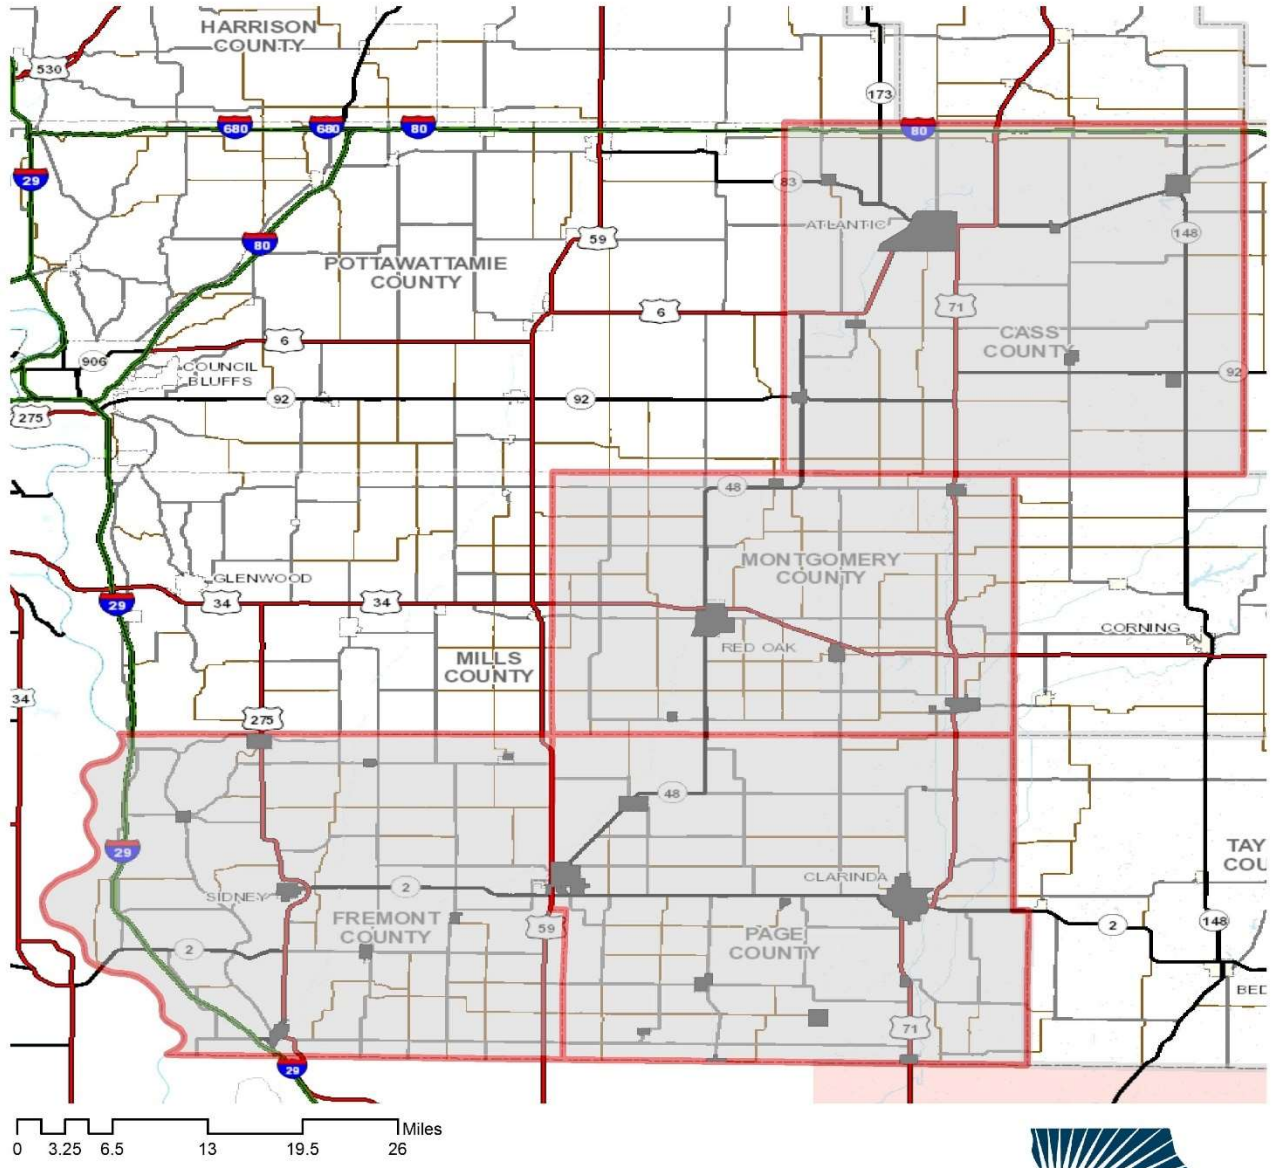 HARRISON
COUNTY
530
173
680
680
80
80
29
83
ATLANTIC
148
80
59
POTTAWATTAMIE
COUNTY
71
6
6
CASS
COUNTY
906
COUNCIL
BLUFFS
92
92
92
275
48
MONTGOMERY
COUNTY
GLENWOOD
29
34
34
CORNING
RED OAK
MILLS
COUNTY
34
275
48
29
TAY
COU
CLARINDA
SIDNEY
2
FREMONT
COUNTY
59
PAGE
COUNTY
2
148
2
BED
71
29
Miles
0 3.25 6.5 13 19.5 26